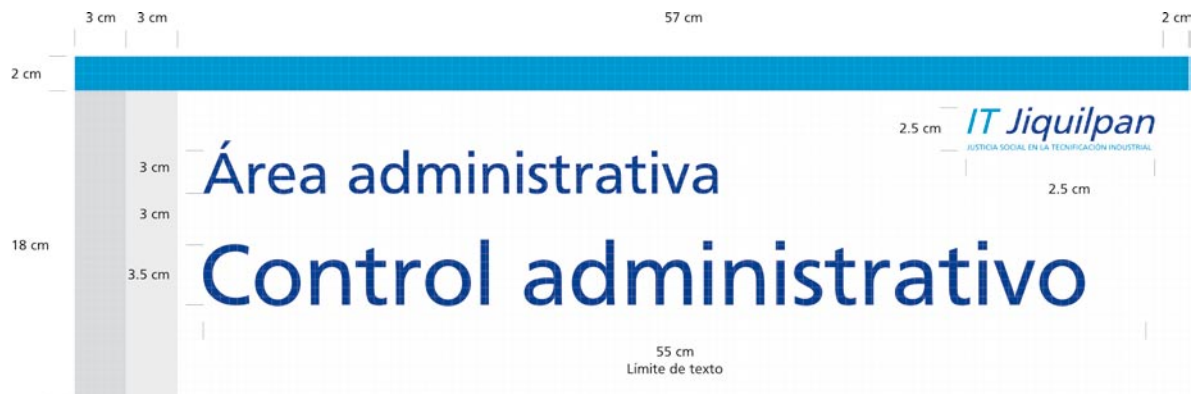 3 cm 3 cm 57 cm 2 cm
2 cm
2.5 cm IT Jiquilpan
JUSTICIA SOCIAL EN LA TECNIFICACIÓN INDUSTRIAL
3 cm Área administrativa
2.5 cm
3 cm
18 cm
3.5 cm Control administrativo
55 cm
Límite de texto